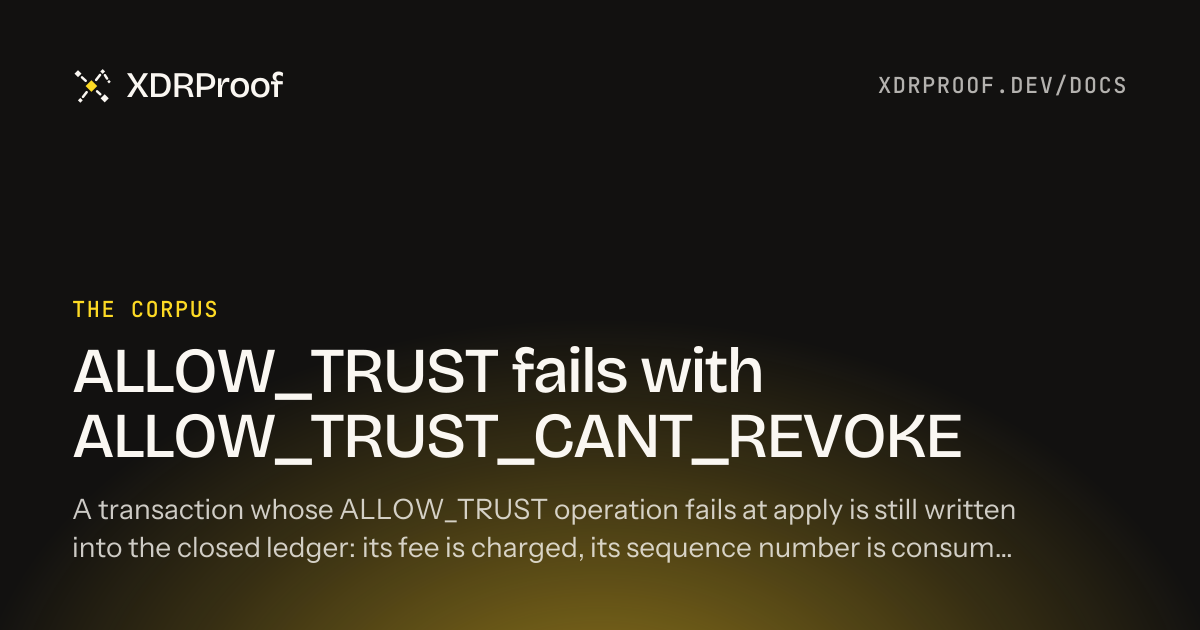 XDRProof
XDRPROOF.DEV/DOCS
THE CORPUS
ALLOW_TRUST fails with
ALLOW_TRUST_CANT_REVOKE
A transaction whose ALLOW_TRUST operation fails at apply is still written
into the closed ledger: its fee is charged, its sequence number is consum...